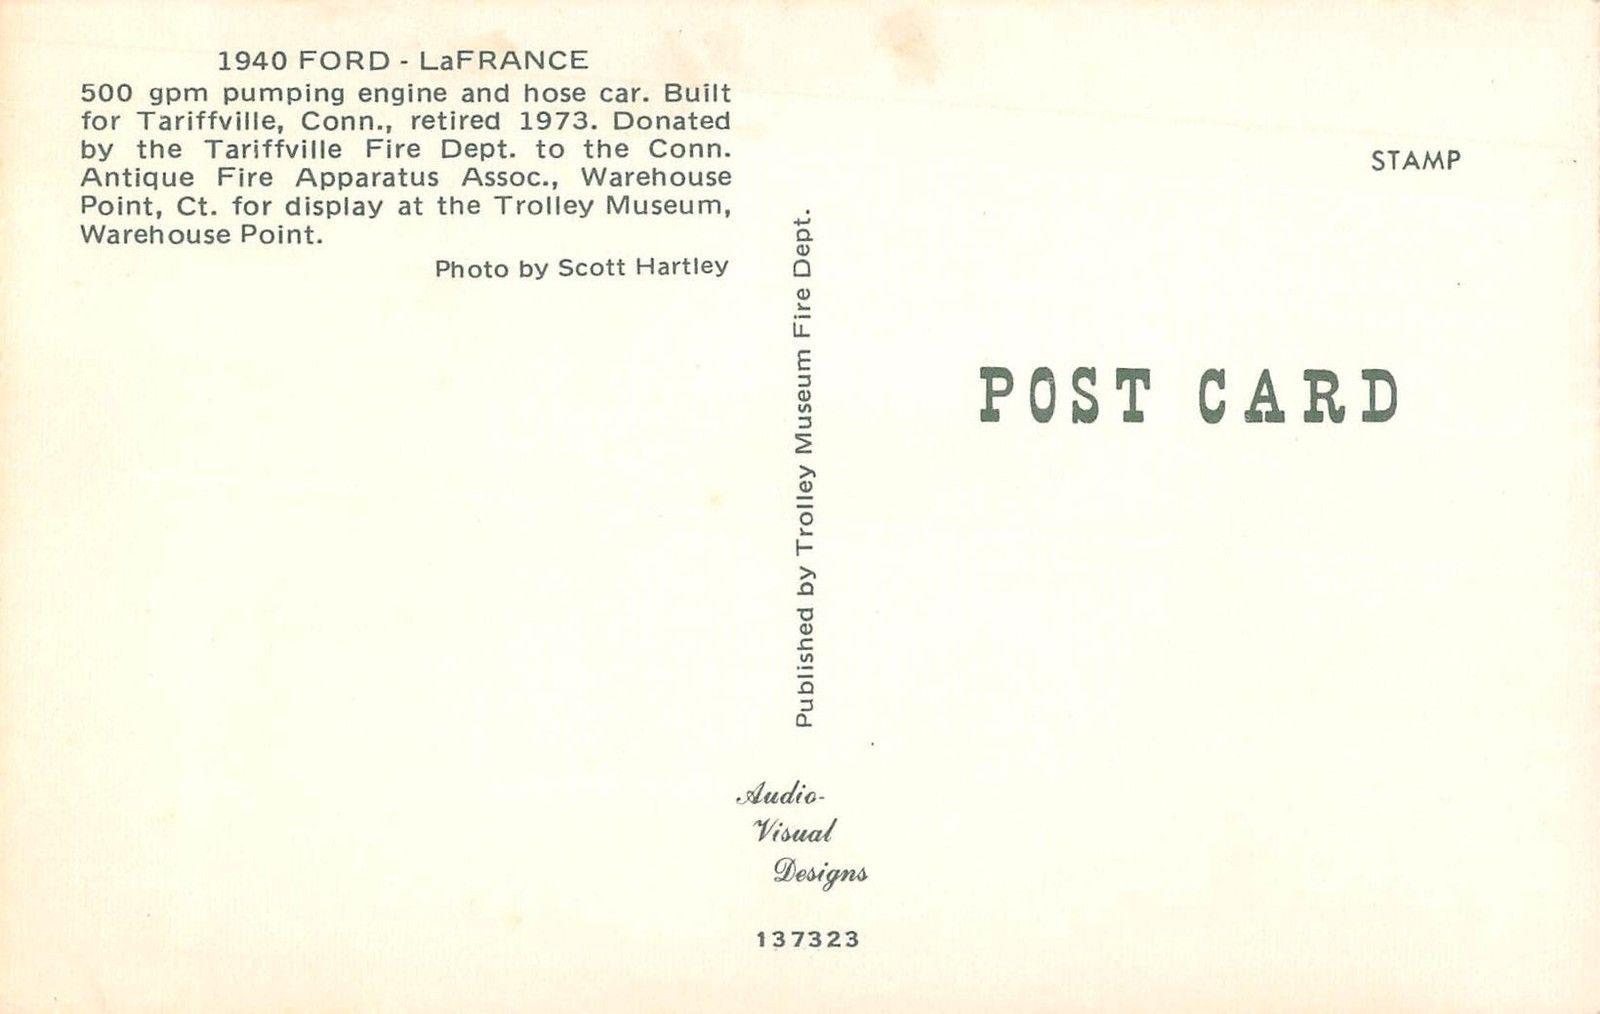 1940 FORD - LaFRANCE
500 gpm pumping engine and hose car. Built
for Tariffville, Conn., retired 1973. Donated
by the Tariffville Fire Dept. to the Conn.
Antique Fire Apparatus Assoc., Warehouse
Point, Ct. for display at the Trolley Museum,
Warehouse Point.
Photo by Scott Hartley
Published by Trolley Museum Fire Dept.
Audio-
Visual
Designs
137323
STAMP
POST CARD